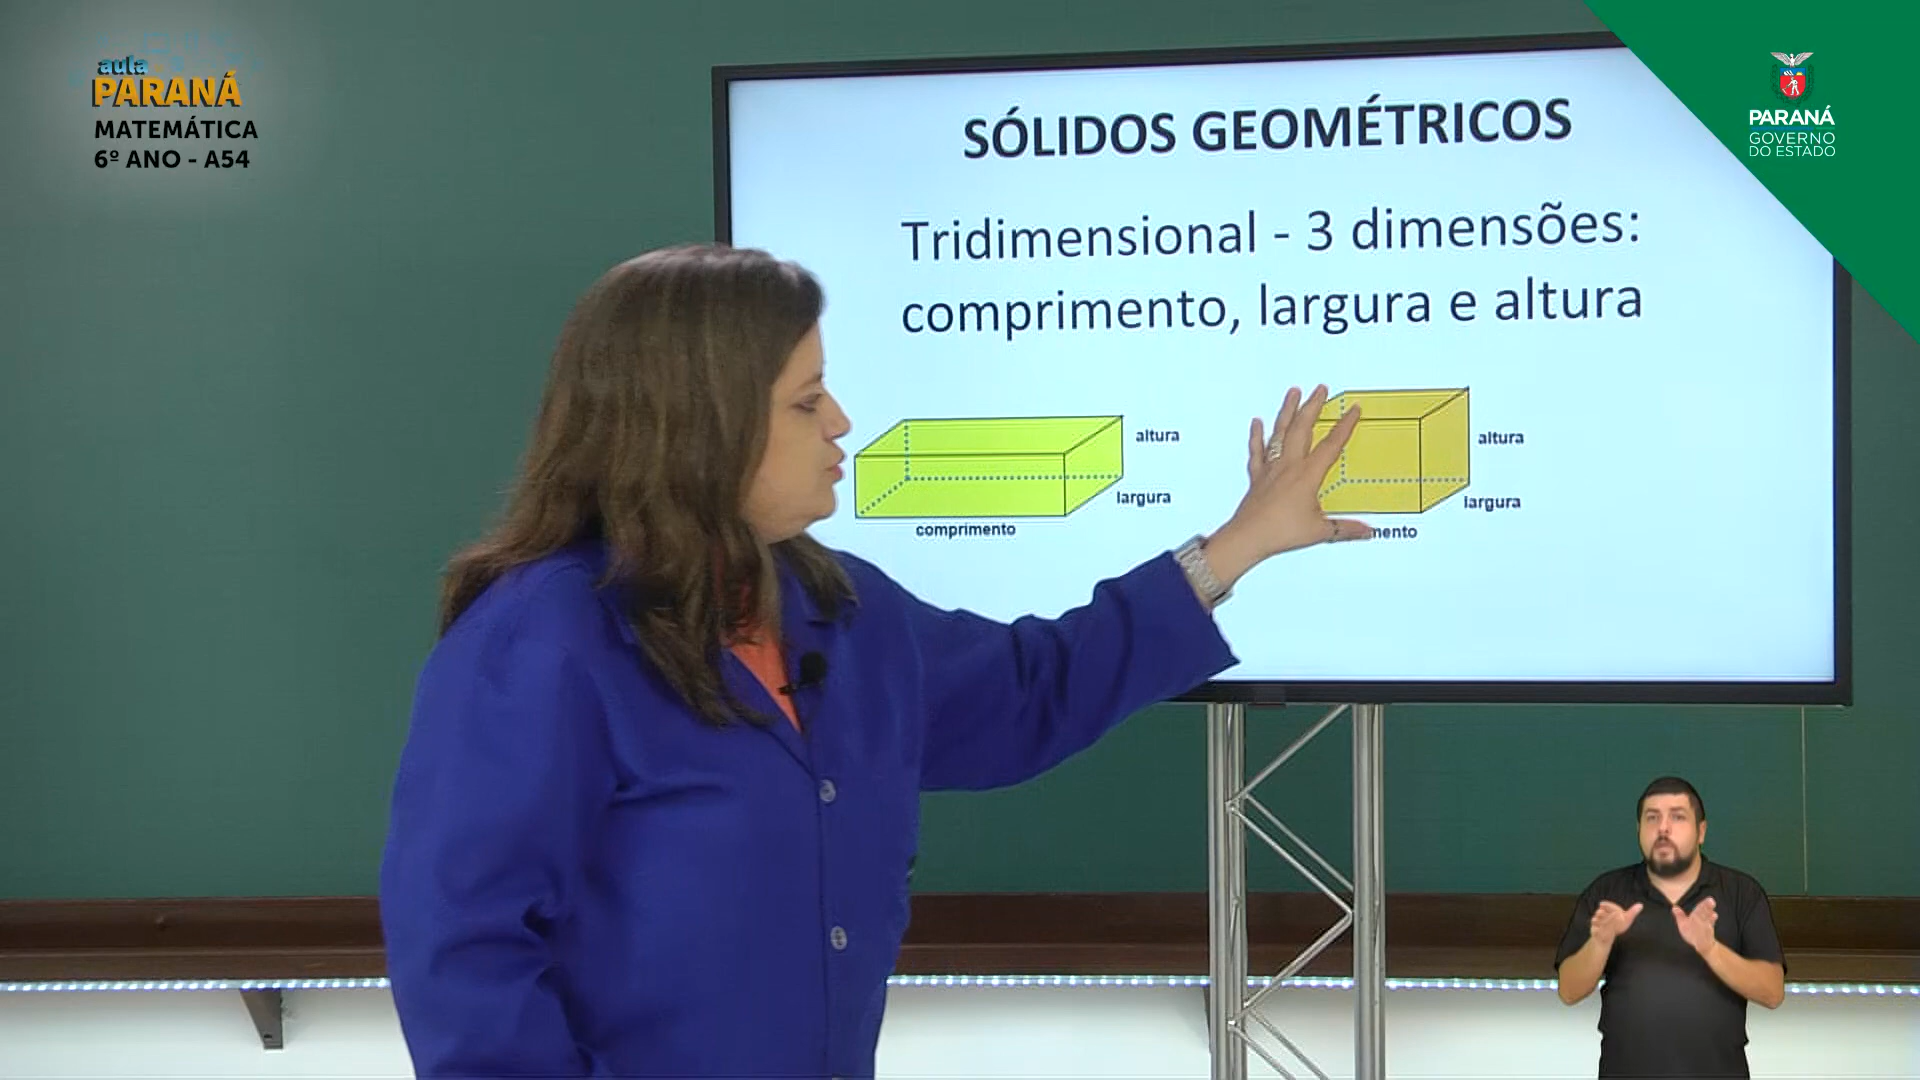 aula
PARANÁ
MATEMÁTICA
6º ANO - A54
PARANÁ
GOVERNO
DO ESTADO
SÓLIDOS GEOMÉTRICOS
Tridimensional - 3 dimensões:
comprimento, largura e altura
altura
largura
comprimento
altura
largura
mento